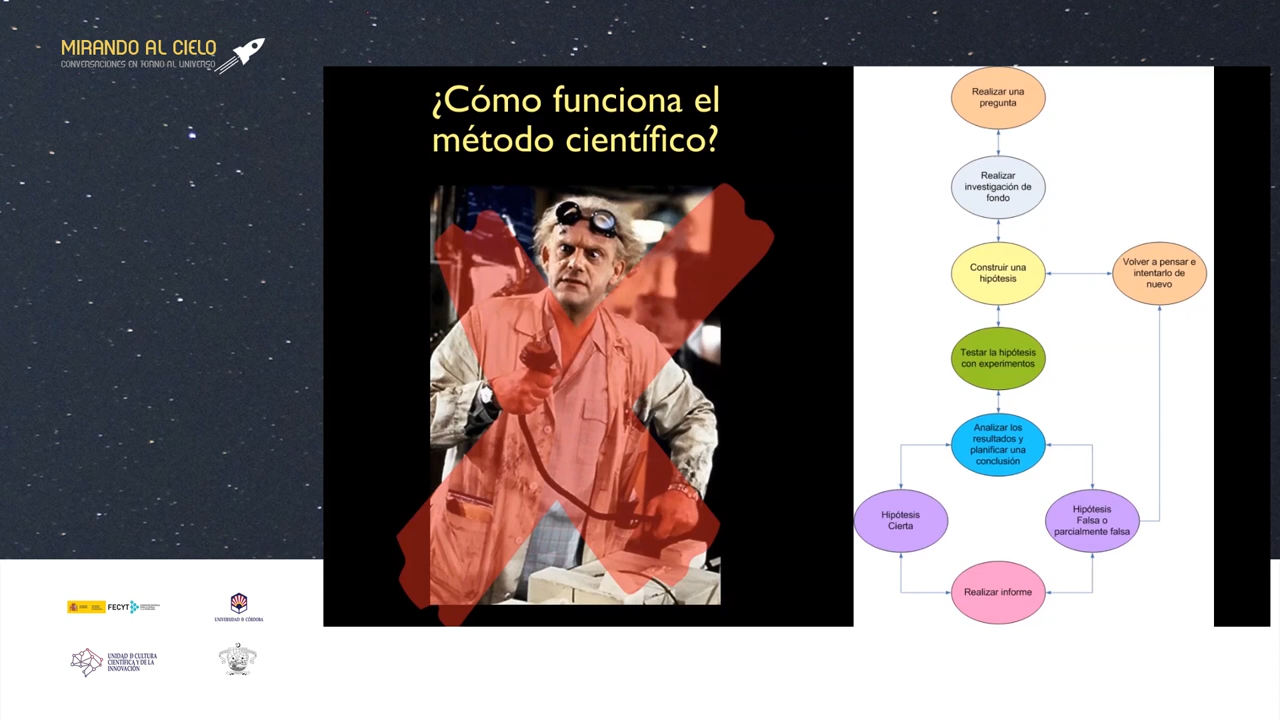 MIRANDO AL CIELO
CONVERSACIONES EN TORNO AL UNIVERSO
¿Cómo funciona el
método científico?
Realizar una
pregunta
Realizar
investigación de
fondo
Construir una
hipótesis
Volver a pensar e
intentarlo de
nuevo
Testar la hipótesis
con experimentos
Analizar los
resultados y
planificar una
conclusión
Hipótesis
Cierta
Hipótesis
Falsa o
parcialmente falsa
Realizar informe
FECYT
UNIVERSIDAD D CÓRDOBA
UNIDAD D CULTURA
CIENTÍFICA Y DE LA
INNOVACIÓN